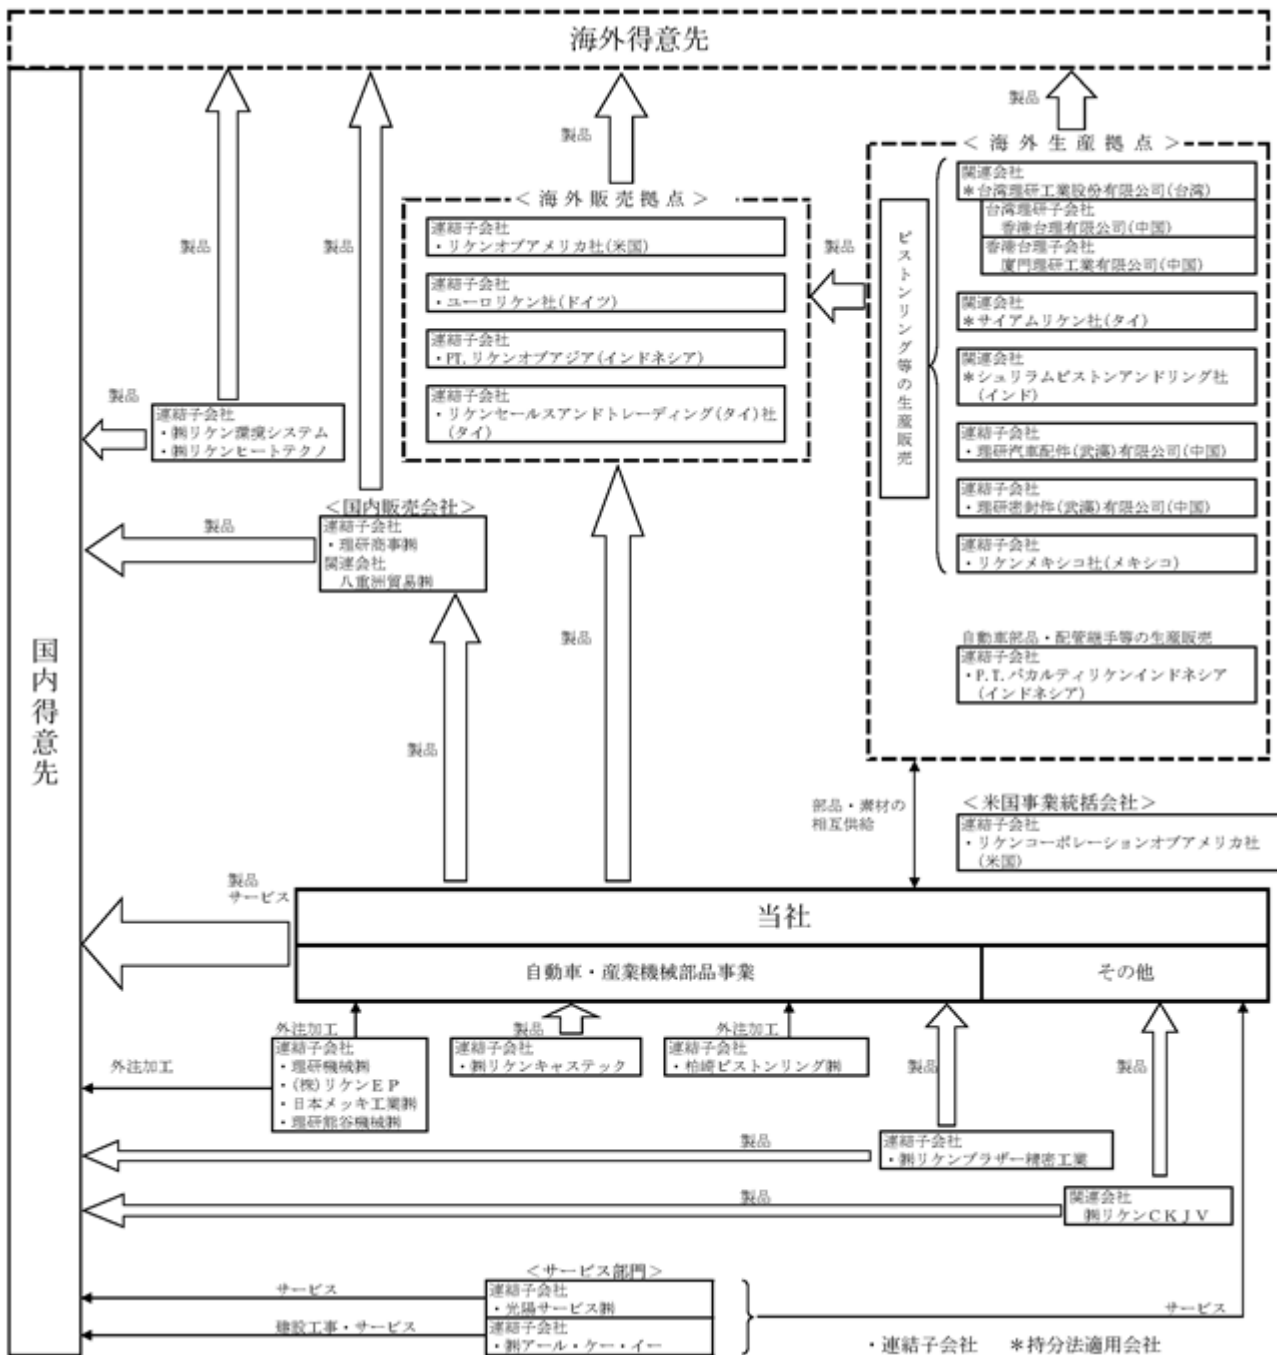 海外得意先
製品
製品
製品
製品
＜海外生産拠点＞
関連会社
＊台湾理研工業股份有限公司(台湾)
台湾理研子会社
香港台理有限公司(中国)
香港台理子会社
厦門理研工業有限公司(中国)
関連会社
＊サイアムリケン社(タイ)
関連会社
＊シュリラムピストンアンドリング社
(インド)
連結子会社
・理研汽車配件(武漢)有限公司(中国)
連結子会社
・理研密封件(武漢)有限公司(中国)
連結子会社
・リケンメキシコ社(メキシコ)
ピストンリング等の生産販売
自動車部品・配管継手等の生産販売
連結子会社
・P.T.パカルティリケンインドネシア
(インドネシア)
製品
＜海外販売拠点＞
連結子会社
・リケンオブアメリカ社(米国)
連結子会社
・ユーロリケン社(ドイツ)
連結子会社
・PT.リケンオブアジア(インドネシア)
連結子会社
・リケンセールスアンドトレーディング(タイ)社
(タイ)
製品
連結子会社
・㈱リケン環境システム
・㈱リケンヒートテクノ
＜国内販売会社＞
連結子会社
・理研商事㈱
関連会社
八重洲貿易㈱
製品
製品
製品
国内得意先
部品・素材の
相互供給
＜米国事業統括会社＞
連結子会社
・リケンコーポレーションオブアメリカ社
(米国)
製品
サービス
当社
自動車・産業機械部品事業
その他
外注加工
連結子会社
・理研機械㈱
・(株)リケンＥＰ
・日本メッキ工業㈱
・理研熊谷機械㈱
外注加工
製品
連結子会社
・㈱リケンキャステック
外注加工
連結子会社
・柏崎ピストンリング㈱
製品
製品
製品
連結子会社
・㈱リケンブラザー精密工業
製品
関連会社
㈱リケンＣＫＪＶ
＜サービス部門＞
サービス
連結子会社
・光陽サービス㈱
建設工事・サービス
連結子会社
・㈱アール・ケー・イー
サービス
・連結子会社　＊持分法適用会社